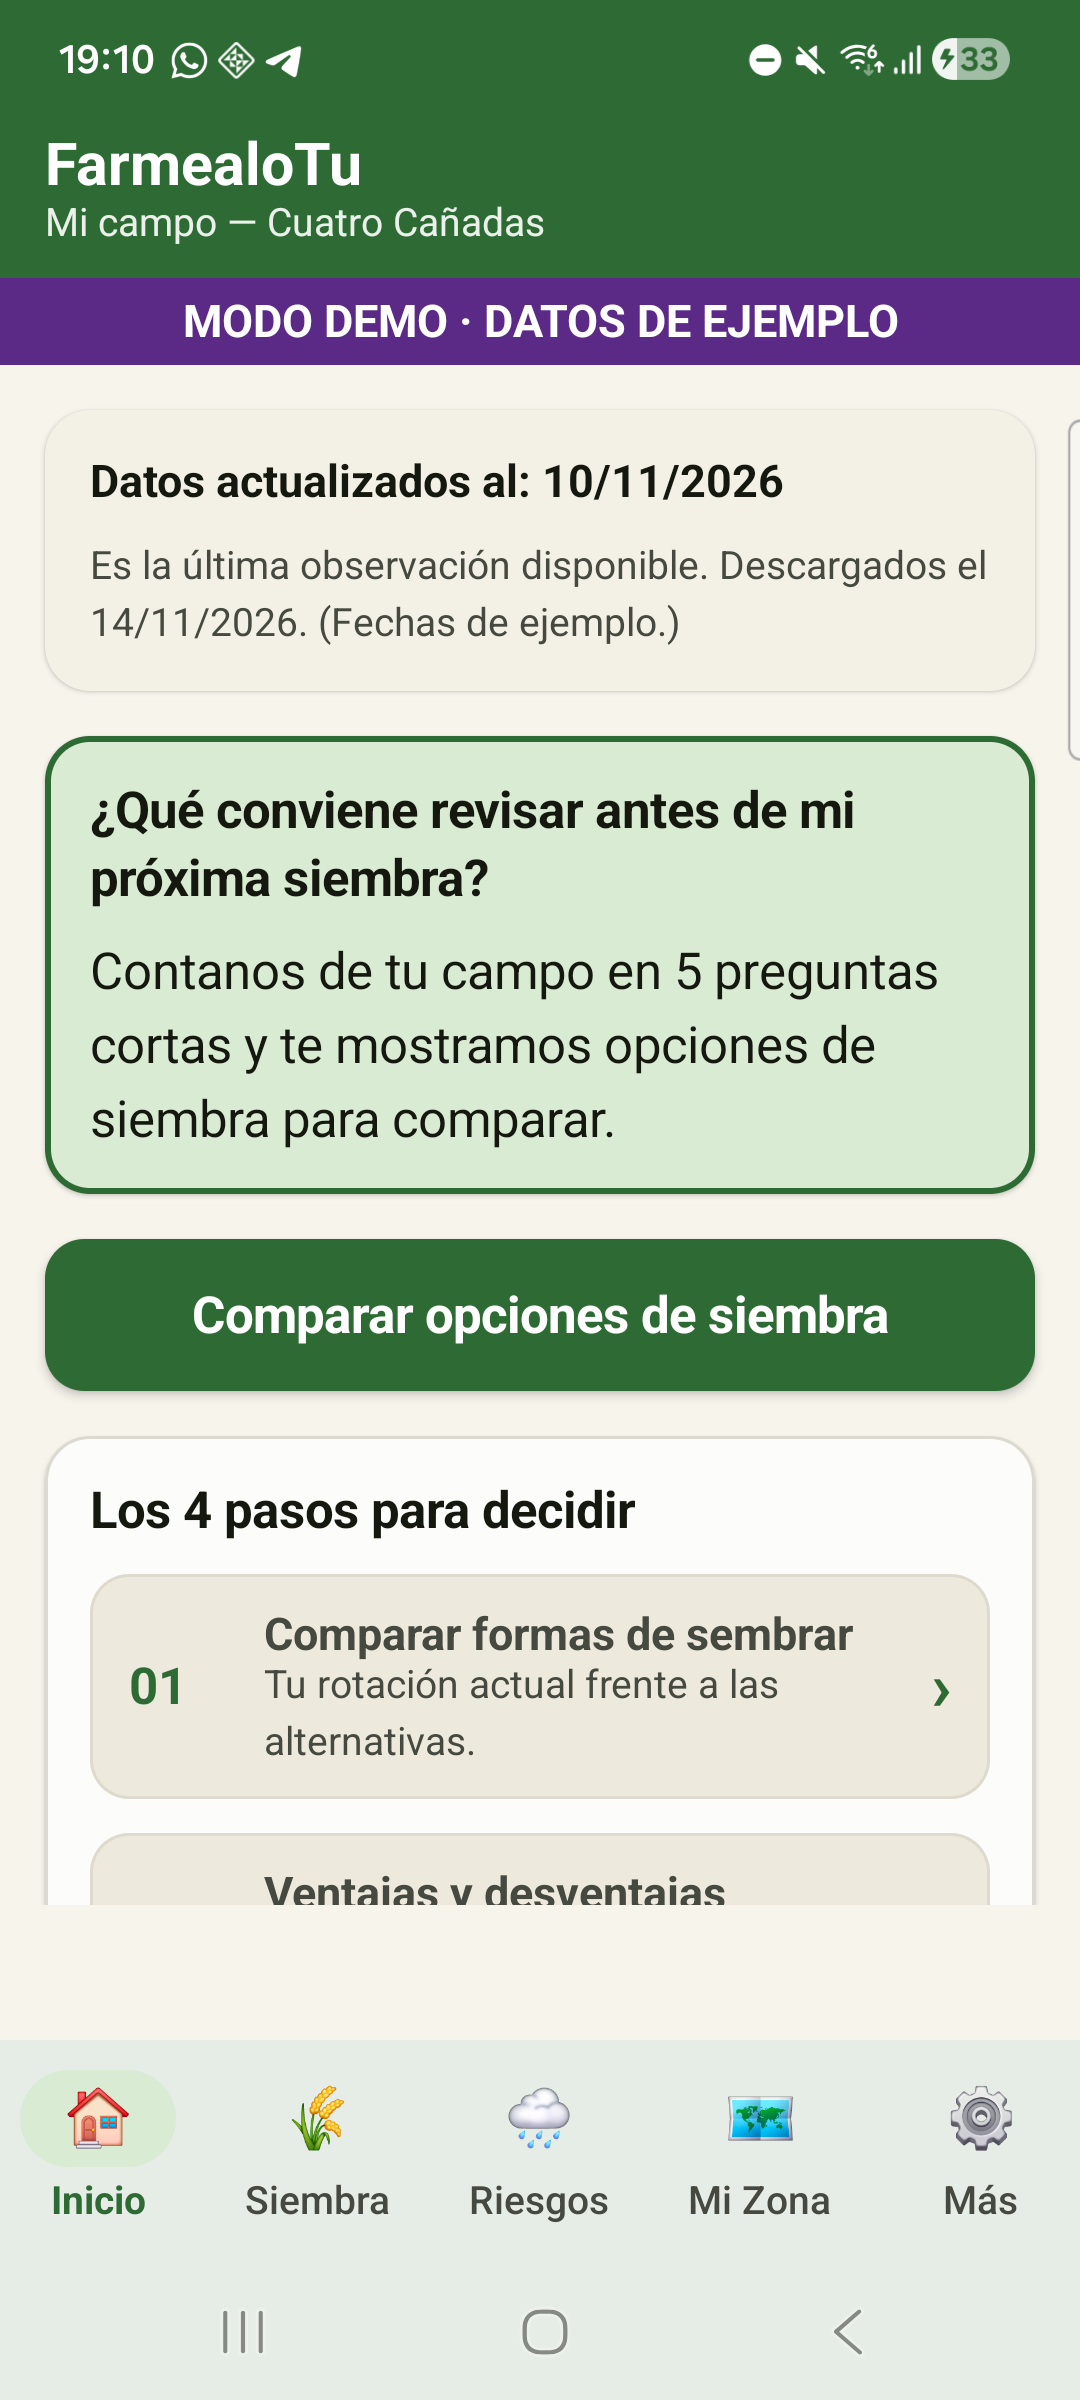 19:10
6
33
FarmealoTu
Mi campo — Cuatro Cañadas
MODO DEMO · DATOS DE EJEMPLO
Datos actualizados al: 10/11/2026
Es la última observación disponible. Descargados el
14/11/2026. (Fechas de ejemplo.)
¿Qué conviene revisar antes de mi
próxima siembra?
Contanos de tu campo en 5 preguntas
cortas y te mostramos opciones de
siembra para comparar.
Comparar opciones de siembra
Los 4 pasos para decidir
01
Comparar formas de sembrar
Tu rotación actual frente a las
alternativas.
›
Ventajas y desventajas
Inicio
Siembra
Riesgos
Mi Zona
Más